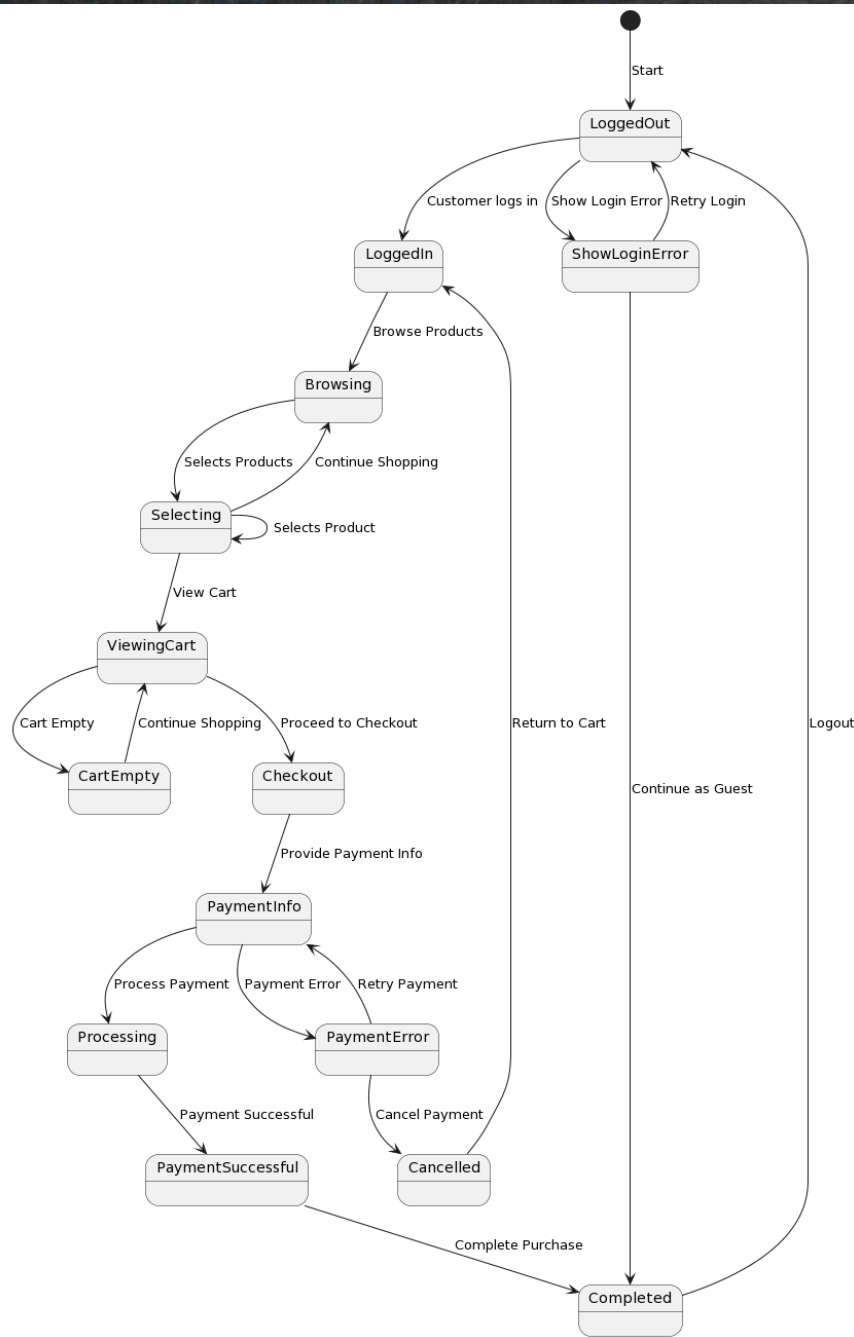 Start
LoggedOut
Customer logs in
Show Login Error
Retry Login
LoggedIn
ShowLoginError
Browse Products
Browsing
Selects Products
Continue Shopping
Selecting
Selects Product
View Cart
ViewingCart
Cart Empty
Continue Shopping
Proceed to Checkout
Return to Cart
Logout
CartEmpty
Checkout
Continue as Guest
Provide Payment Info
PaymentInfo
Process Payment
Payment Error
Retry Payment
Processing
PaymentError
Payment Successful
Cancel Payment
PaymentSuccessful
Cancelled
Complete Purchase
Completed